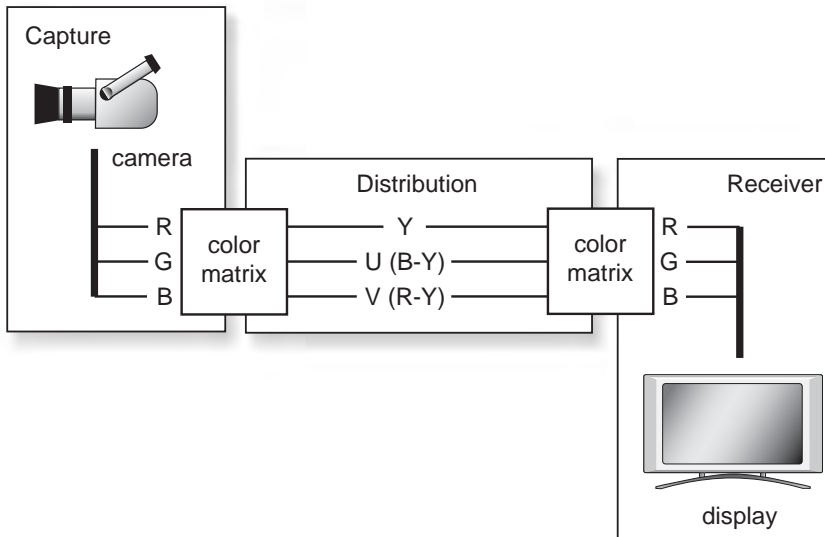 Capture
camera
R
G
B
color
matrix
Distribution
Y
U (B-Y)
V (R-Y)
color
matrix
Receiver
R
G
B
display